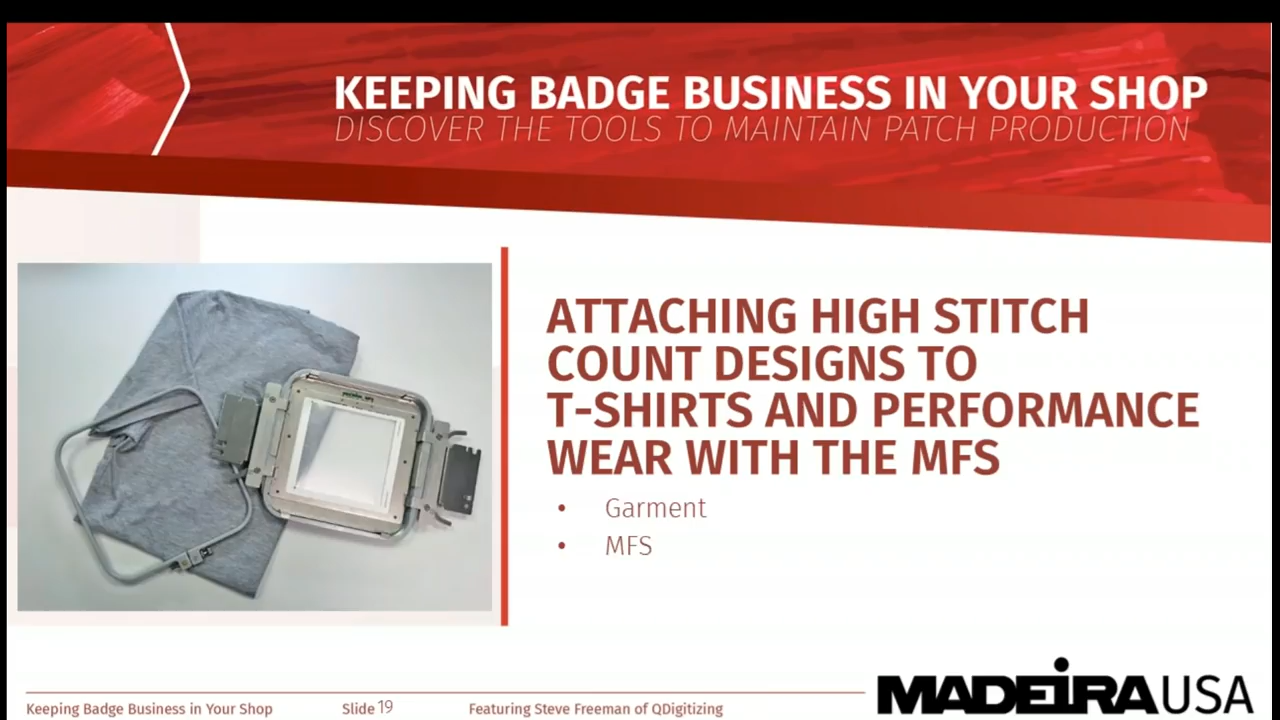 KEEPING BADGE BUSINESS IN YOUR SHOP
DISCOVER THE TOOLS TO MAINTAIN PATCH PRODUCTION
ATTACHING HIGH STITCH
COUNT DESIGNS TO
T-SHIRTS AND PERFORMANCE
WEAR WITH THE MFS
• Garment
• MFS
Keeping Badge Business in Your Shop
Slide 19
Featuring Steve Freeman of QDigitizing
MADEIRA USA